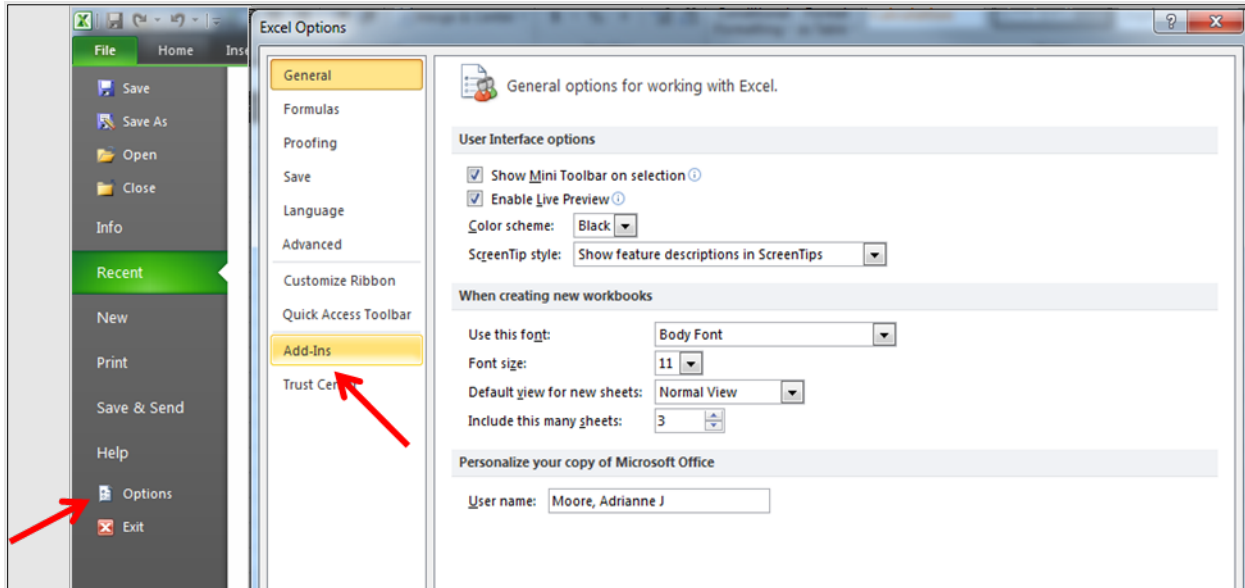 Excel Options
File Home Inse
Save
Save As
Open
Close
Info
Recent
New
Print
Save & Send
Help
Options
Exit
General
Formulas
Proofing
Save
Language
Advanced
Customize Ribbon
Quick Access Toolbar
Add-Ins
Trust Cen
General options for working with Excel.
User Interface options
Show Mini Toolbar on selection
Enable Live Preview
Color scheme: Black
ScreenTip style: Show feature descriptions in ScreenTips
When creating new workbooks
Use this font: Body Font
Font size: 11
Default view for new sheets: Normal View
Include this many sheets: 3
Personalize your copy of Microsoft Office
User name: Moore, Adrianne J